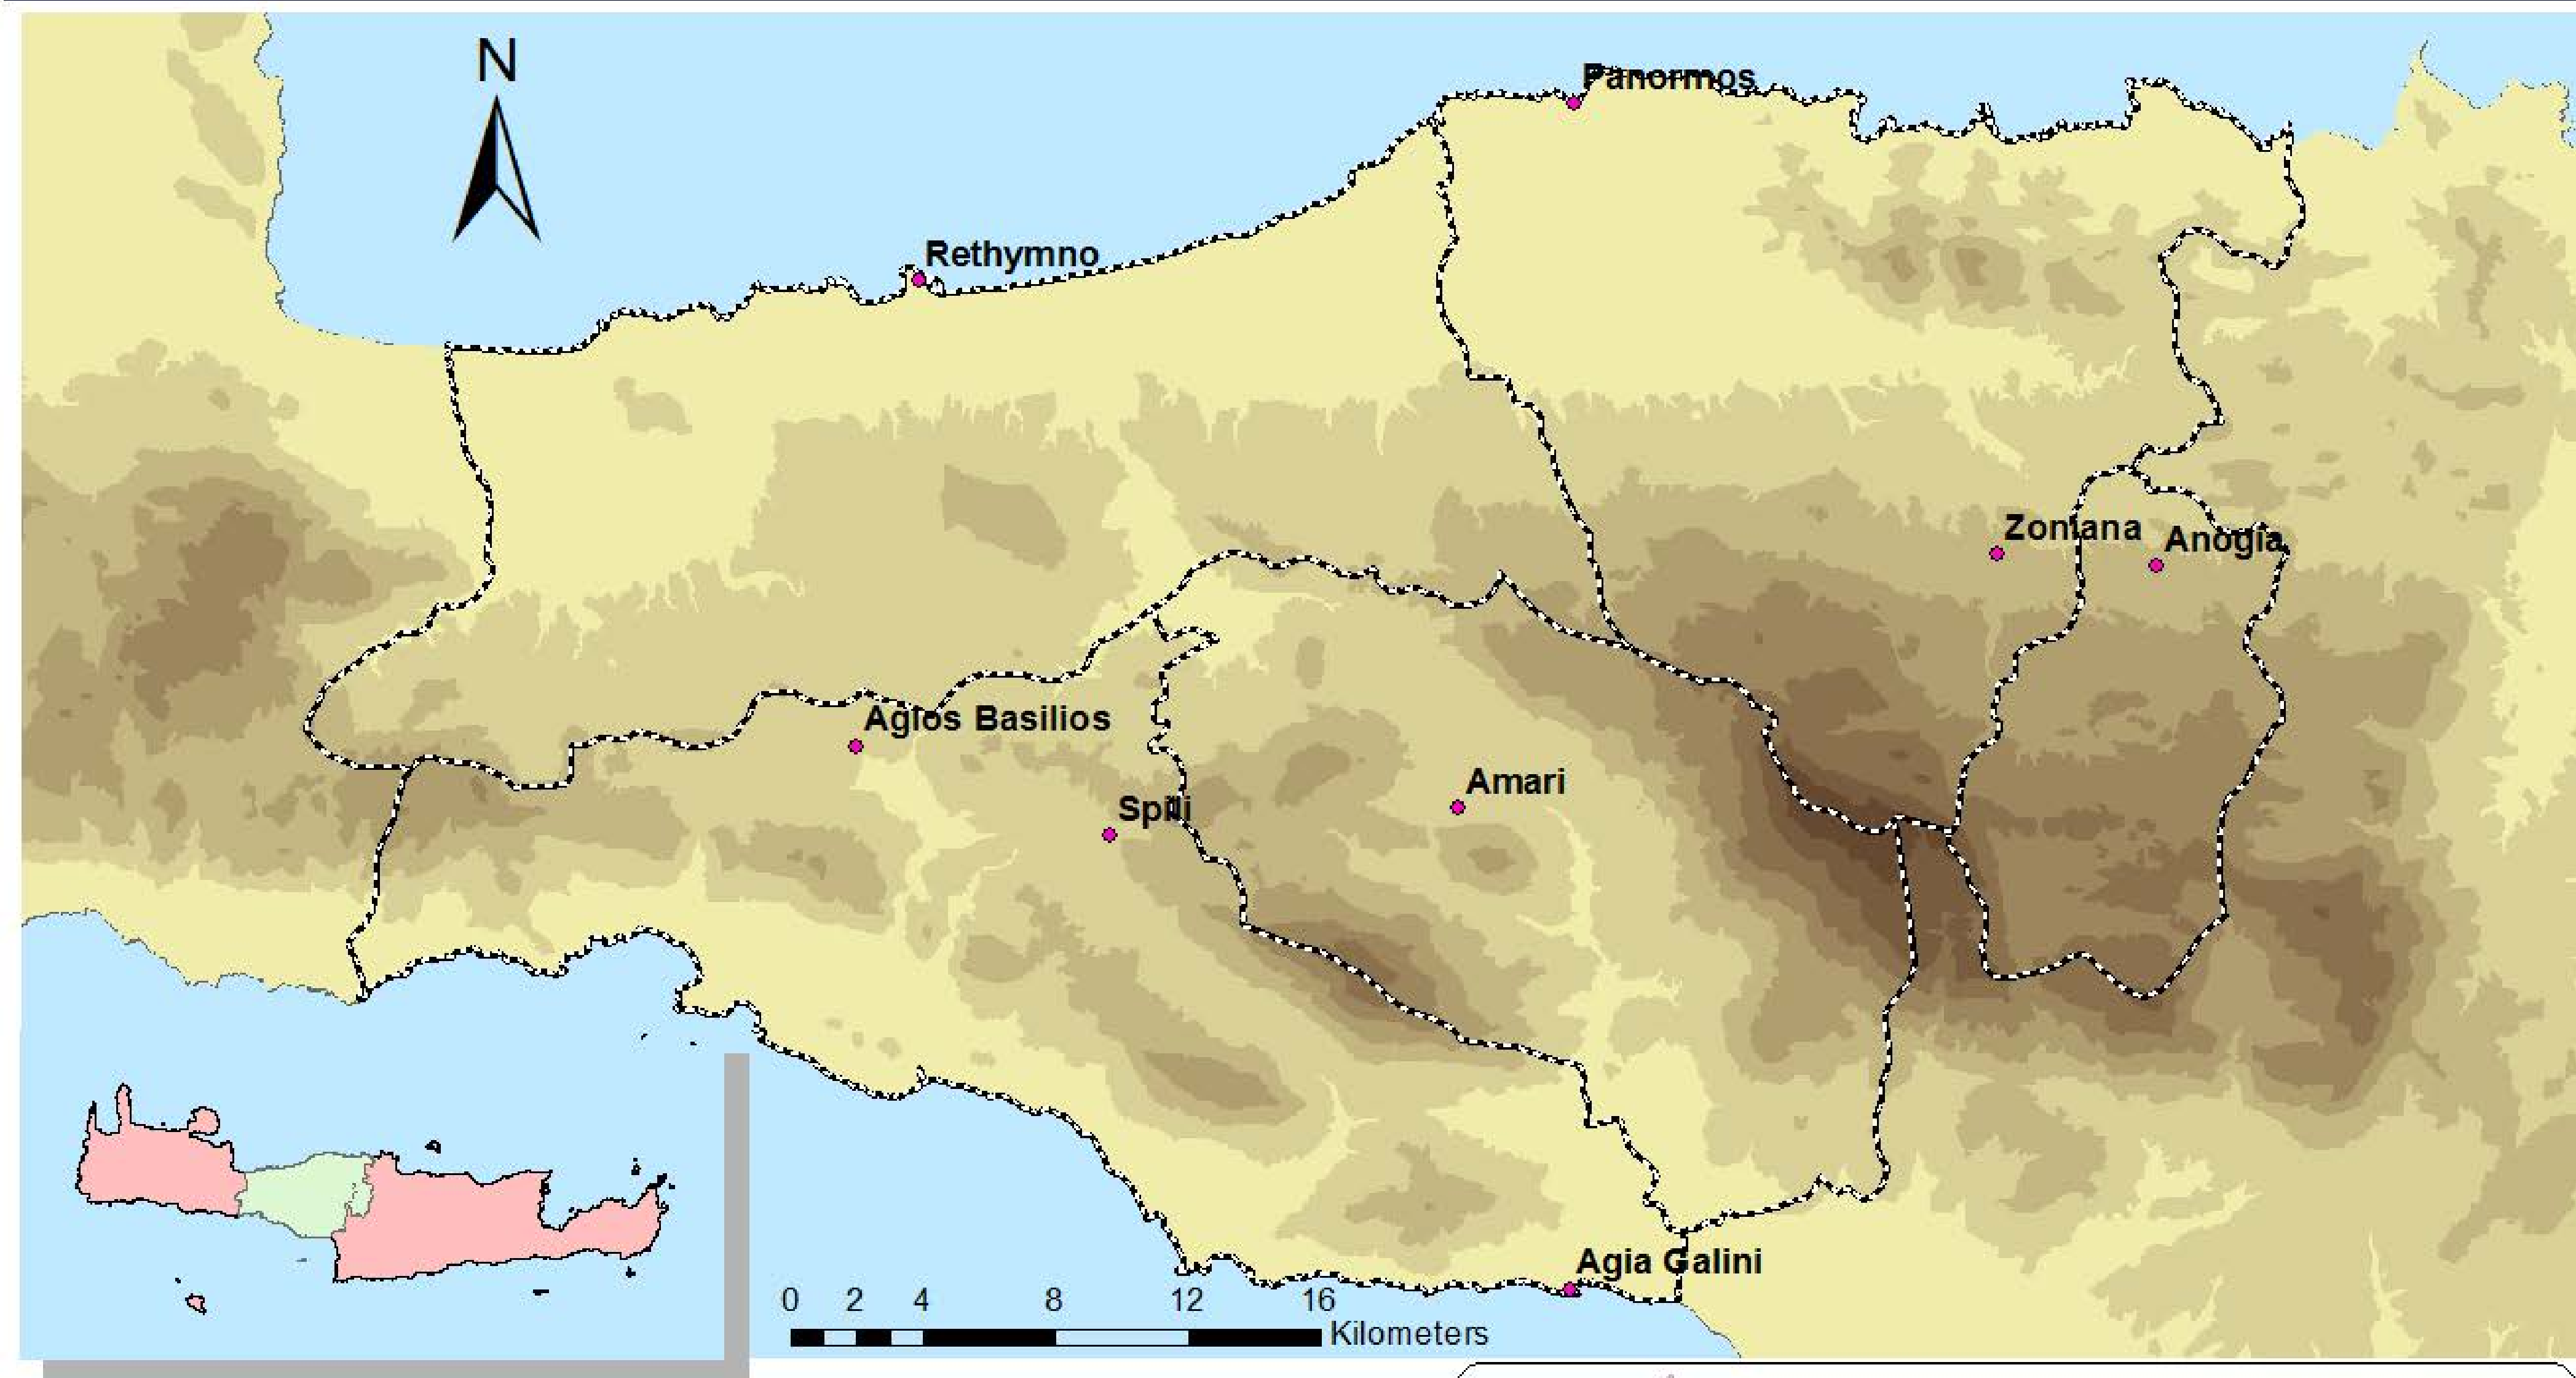 N
Panormos
Rethymno
Zoniana
Anogia
Agios Basilios
Amari
Spili
Agia Galini
0 2 4 8 12 16
Kilometers